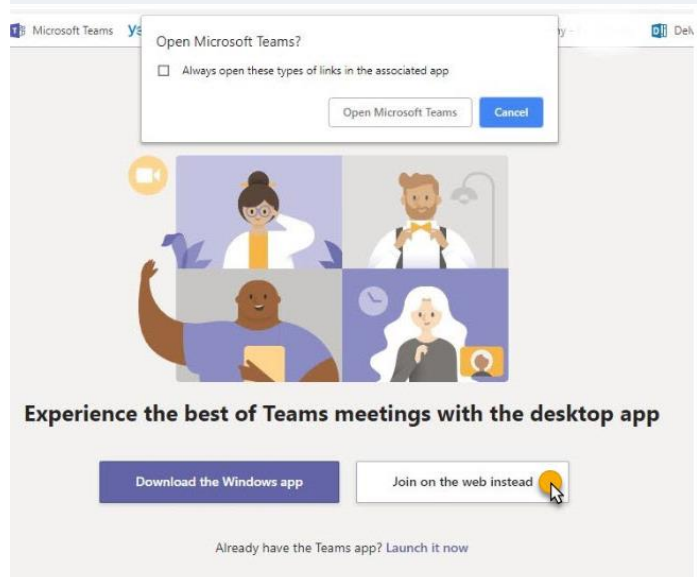 Microsoft Teams
Open Microsoft Teams?
Always open these types of links in the associated app
Open Microsoft Teams Cancel
Experience the best of Teams meetings with the desktop app
Download the Windows app Join on the web instead
Already have the Teams app? Launch it now